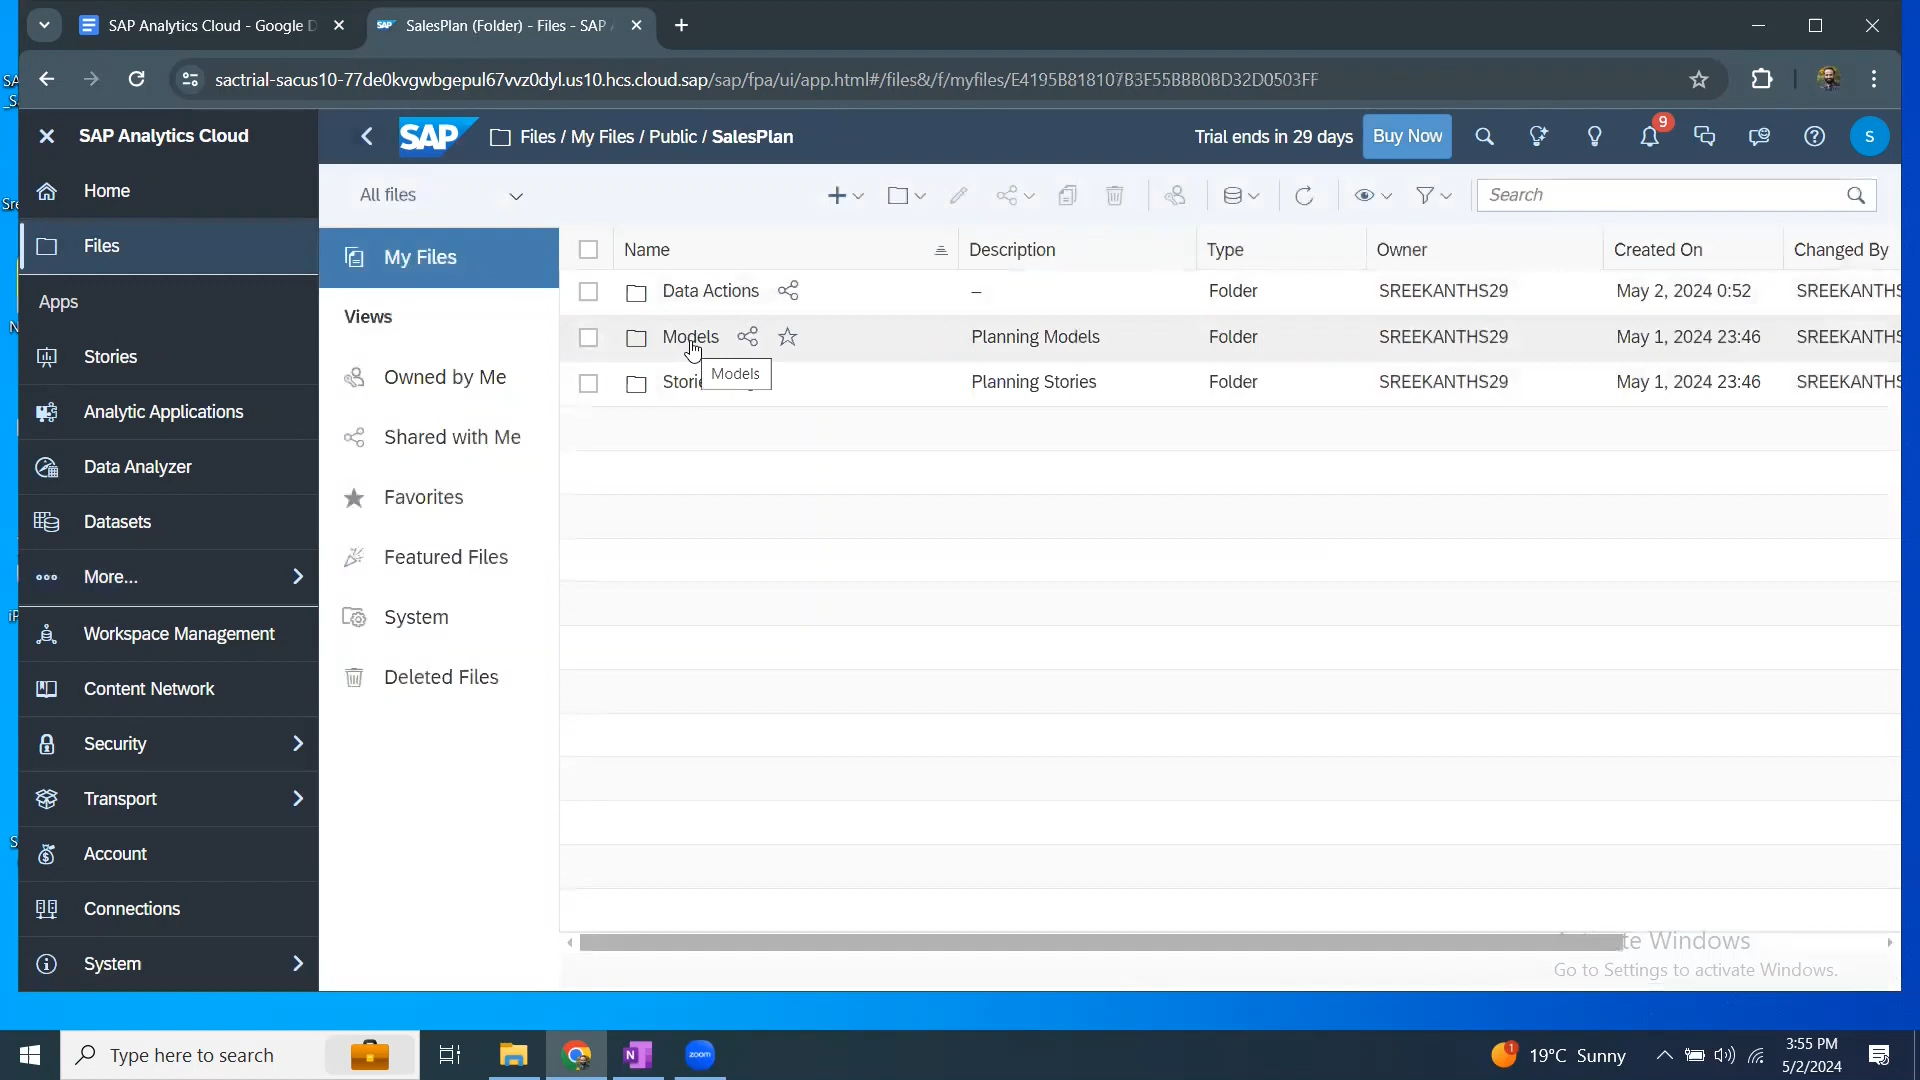 SAP Analytics Cloud - Google D
SalesPlan (Folder) - Files - SAP
sactrial-sacus10-77de0kvgwbgepul67vvz0dyl.us10.hcs.cloud.sap/sap/fpa/ui/app.html#/files&/f/myfiles/E4195B818107B3F55BBB0BD32D0503FF
SAP Analytics Cloud
SAP
Files / My Files / Public / SalesPlan
Trial ends in 29 days
Buy Now
9
S
Home
Files
Apps
Stories
Analytic Applications
Data Analyzer
Datasets
More...
Workspace Management
Content Network
Security
Transport
Account
Connections
System
All files
Search
My Files
Views
Owned by Me
Shared with Me
Favorites
Featured Files
System
Deleted Files
Name Description Type Owner Created On Changed By
Data Actions – Folder SREEKANTHS29 May 2, 2024 0:52 SREEKANTHS
Models Planning Models Folder SREEKANTHS29 May 1, 2024 23:46 SREEKANTHS
Models
Storie Planning Stories Folder SREEKANTHS29 May 1, 2024 23:46 SREEKANTHS
te Windows
Go to Settings to activate Windows.
Type here to search
N
zoom
1
19°C Sunny
3:55 PM
5/2/2024